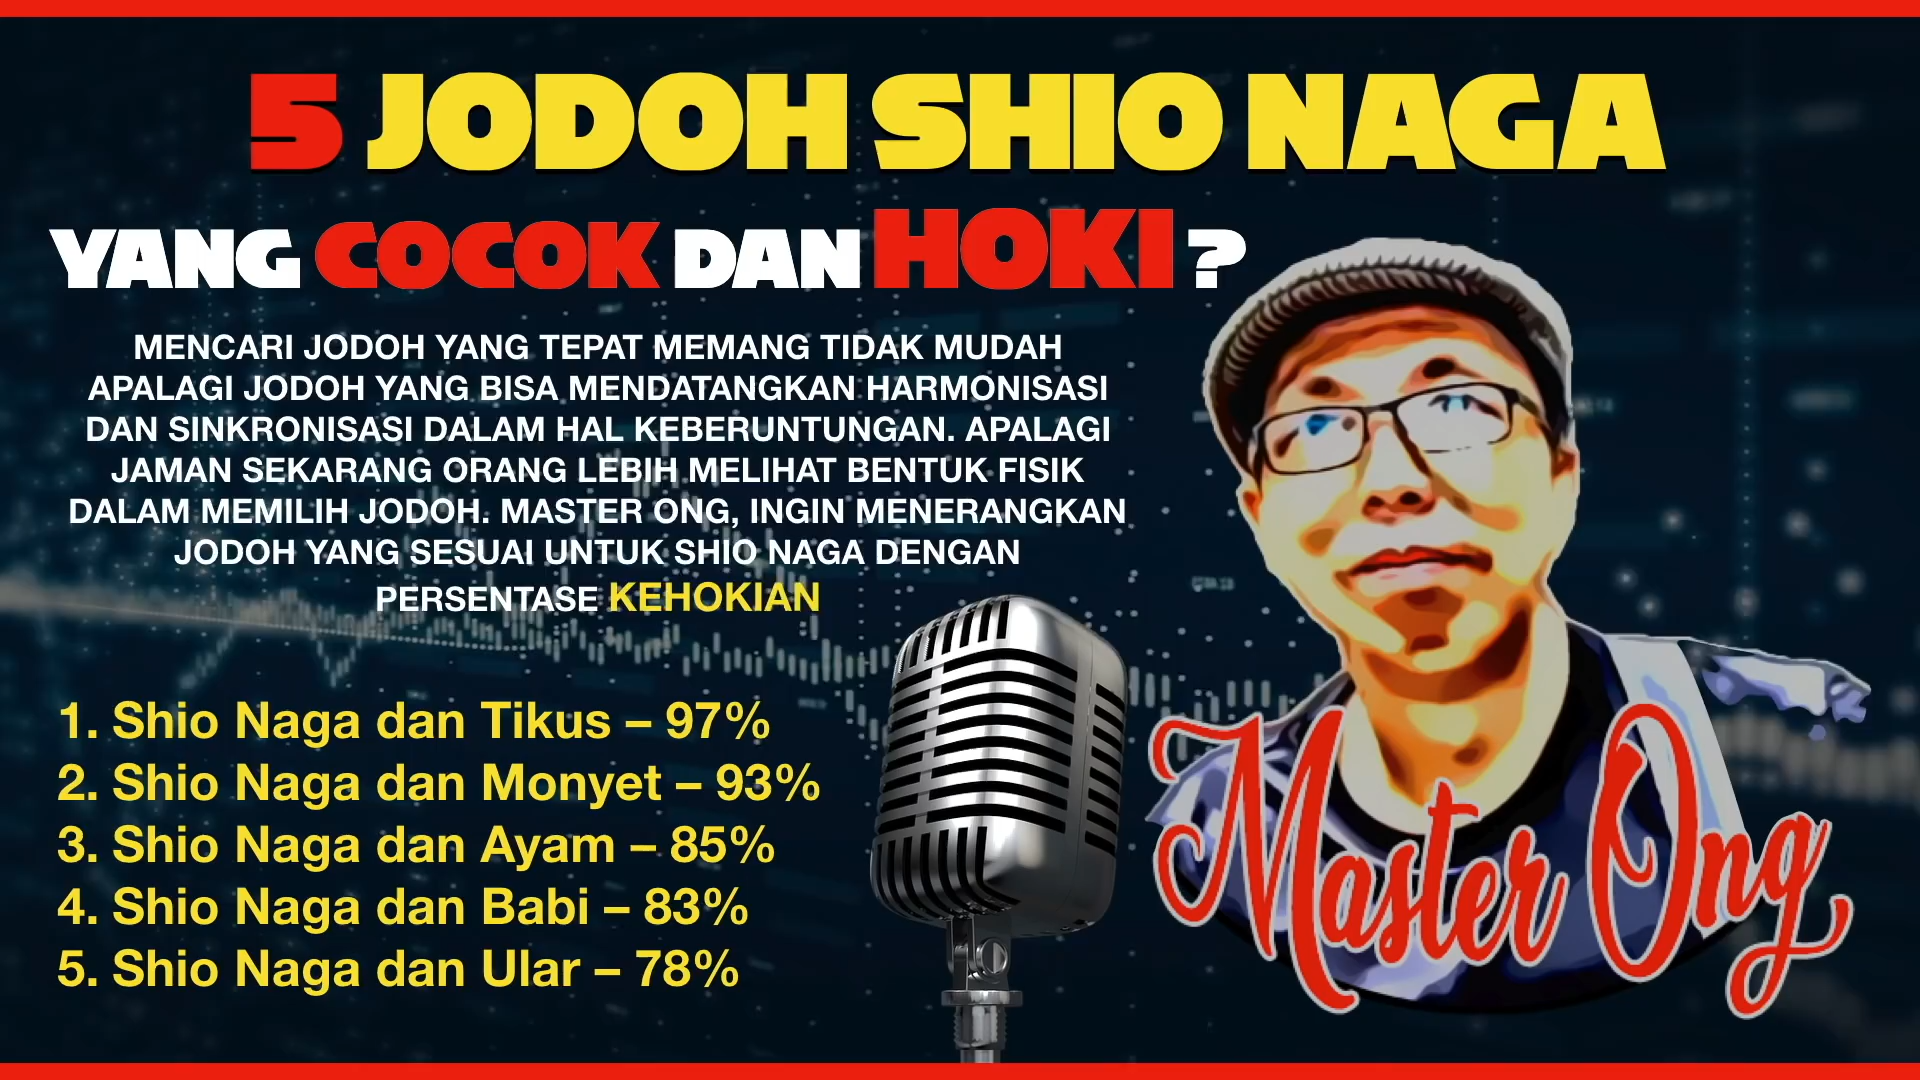 5 JODOH SHIO NAGA
YANG COCOK DAN HOKI ?
MENCARI JODOH YANG TEPAT MEMANG TIDAK MUDAH
APALAGI JODOH YANG BISA MENDATANGKAN HARMONISASI
DAN SINKRONISASI DALAM HAL KEBERUNTUNGAN. APALAGI
JAMAN SEKARANG ORANG LEBIH MELIHAT BENTUK FISIK
DALAM MEMILIH JODOH. MASTER ONG, INGIN MENERANGKAN
JODOH YANG SESUAI UNTUK SHIO NAGA DENGAN
PERSENTASE KEHOKIAN
1. Shio Naga dan Tikus – 97%
2. Shio Naga dan Monyet – 93%
3. Shio Naga dan Ayam – 85%
4. Shio Naga dan Babi – 83%
5. Shio Naga dan Ular – 78%
Master Ong